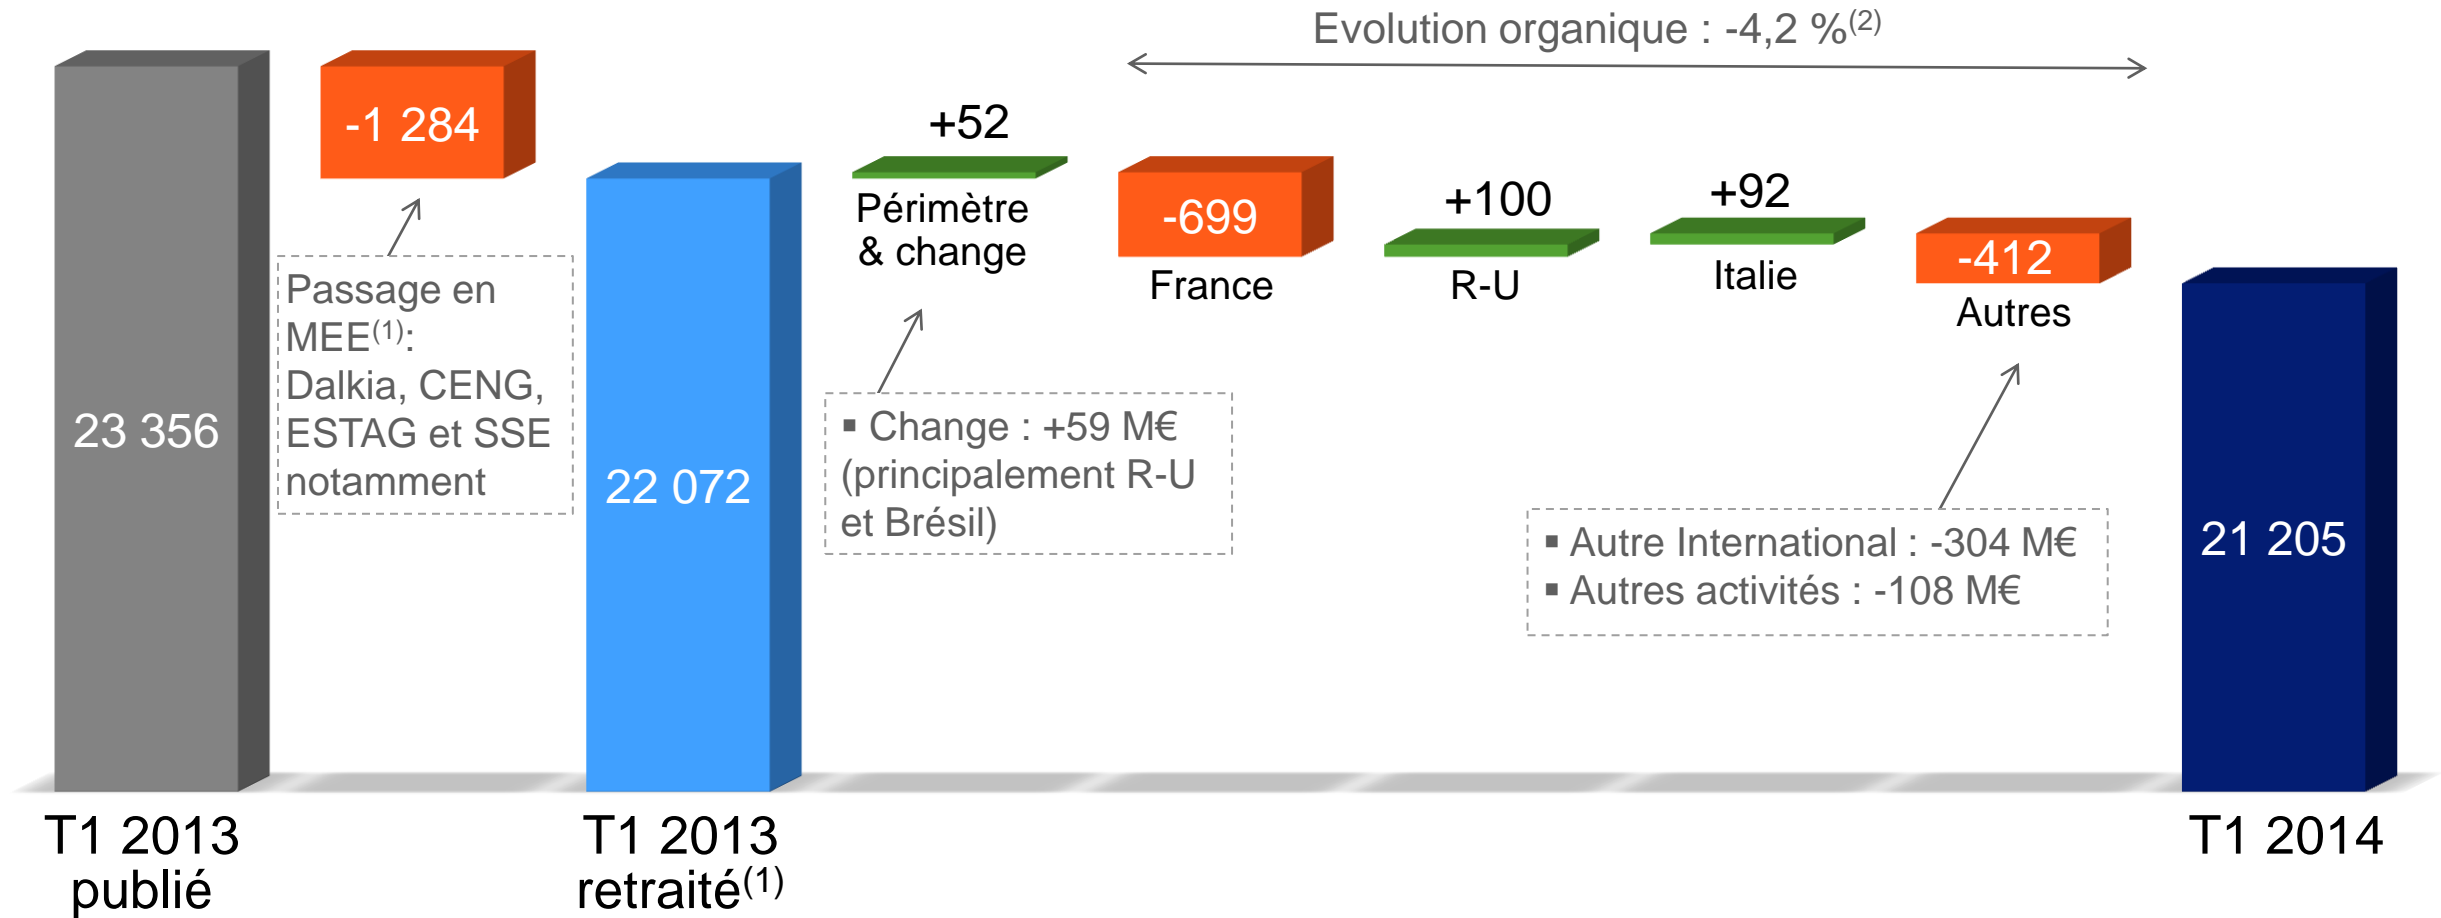 Evolution organique : -4,2 %(2)
23 356
-1 284
Passage en
MEE(1):
Dalkia, CENG,
ESTAG et SSE
notamment
22 072
+52
Périmètre
& change
▪ Change : +59 M€
(principalement R-U
et Brésil)
-699
France
+100
R-U
+92
Italie
-412
Autres
▪ Autre International : -304 M€
▪ Autres activités : -108 M€
21 205
T1 2013
publié
T1 2013
retraité(1)
T1 2014